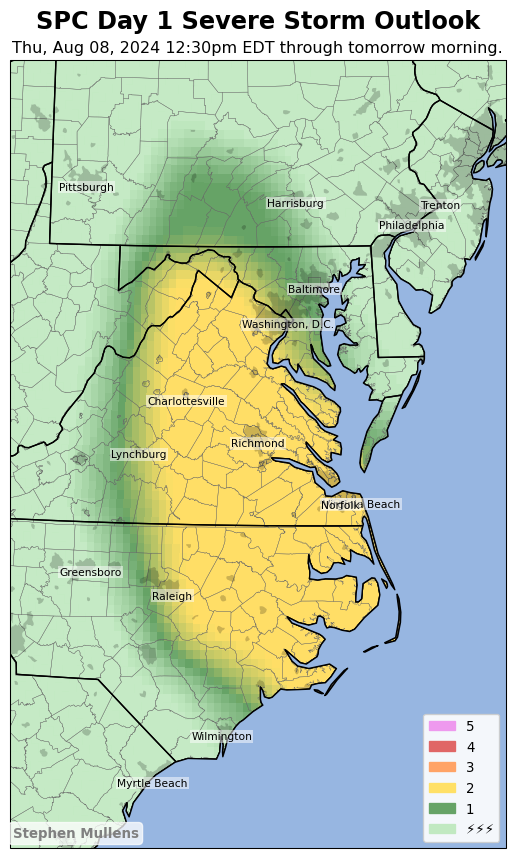 SPC Day 1 Severe Storm Outlook
Thu, Aug 08, 2024 12:30pm EDT through tomorrow morning.
Pittsburgh
Harrisburg
Trenton
Philadelphia
Baltimore
Washington, D.C.
Charlottesville
Richmond
Lynchburg
Norfolk
Beach
Greensboro
Raleigh
Wilmington
Myrtle Beach
5
4
3
2
1
⚡⚡⚡
Stephen Mullens